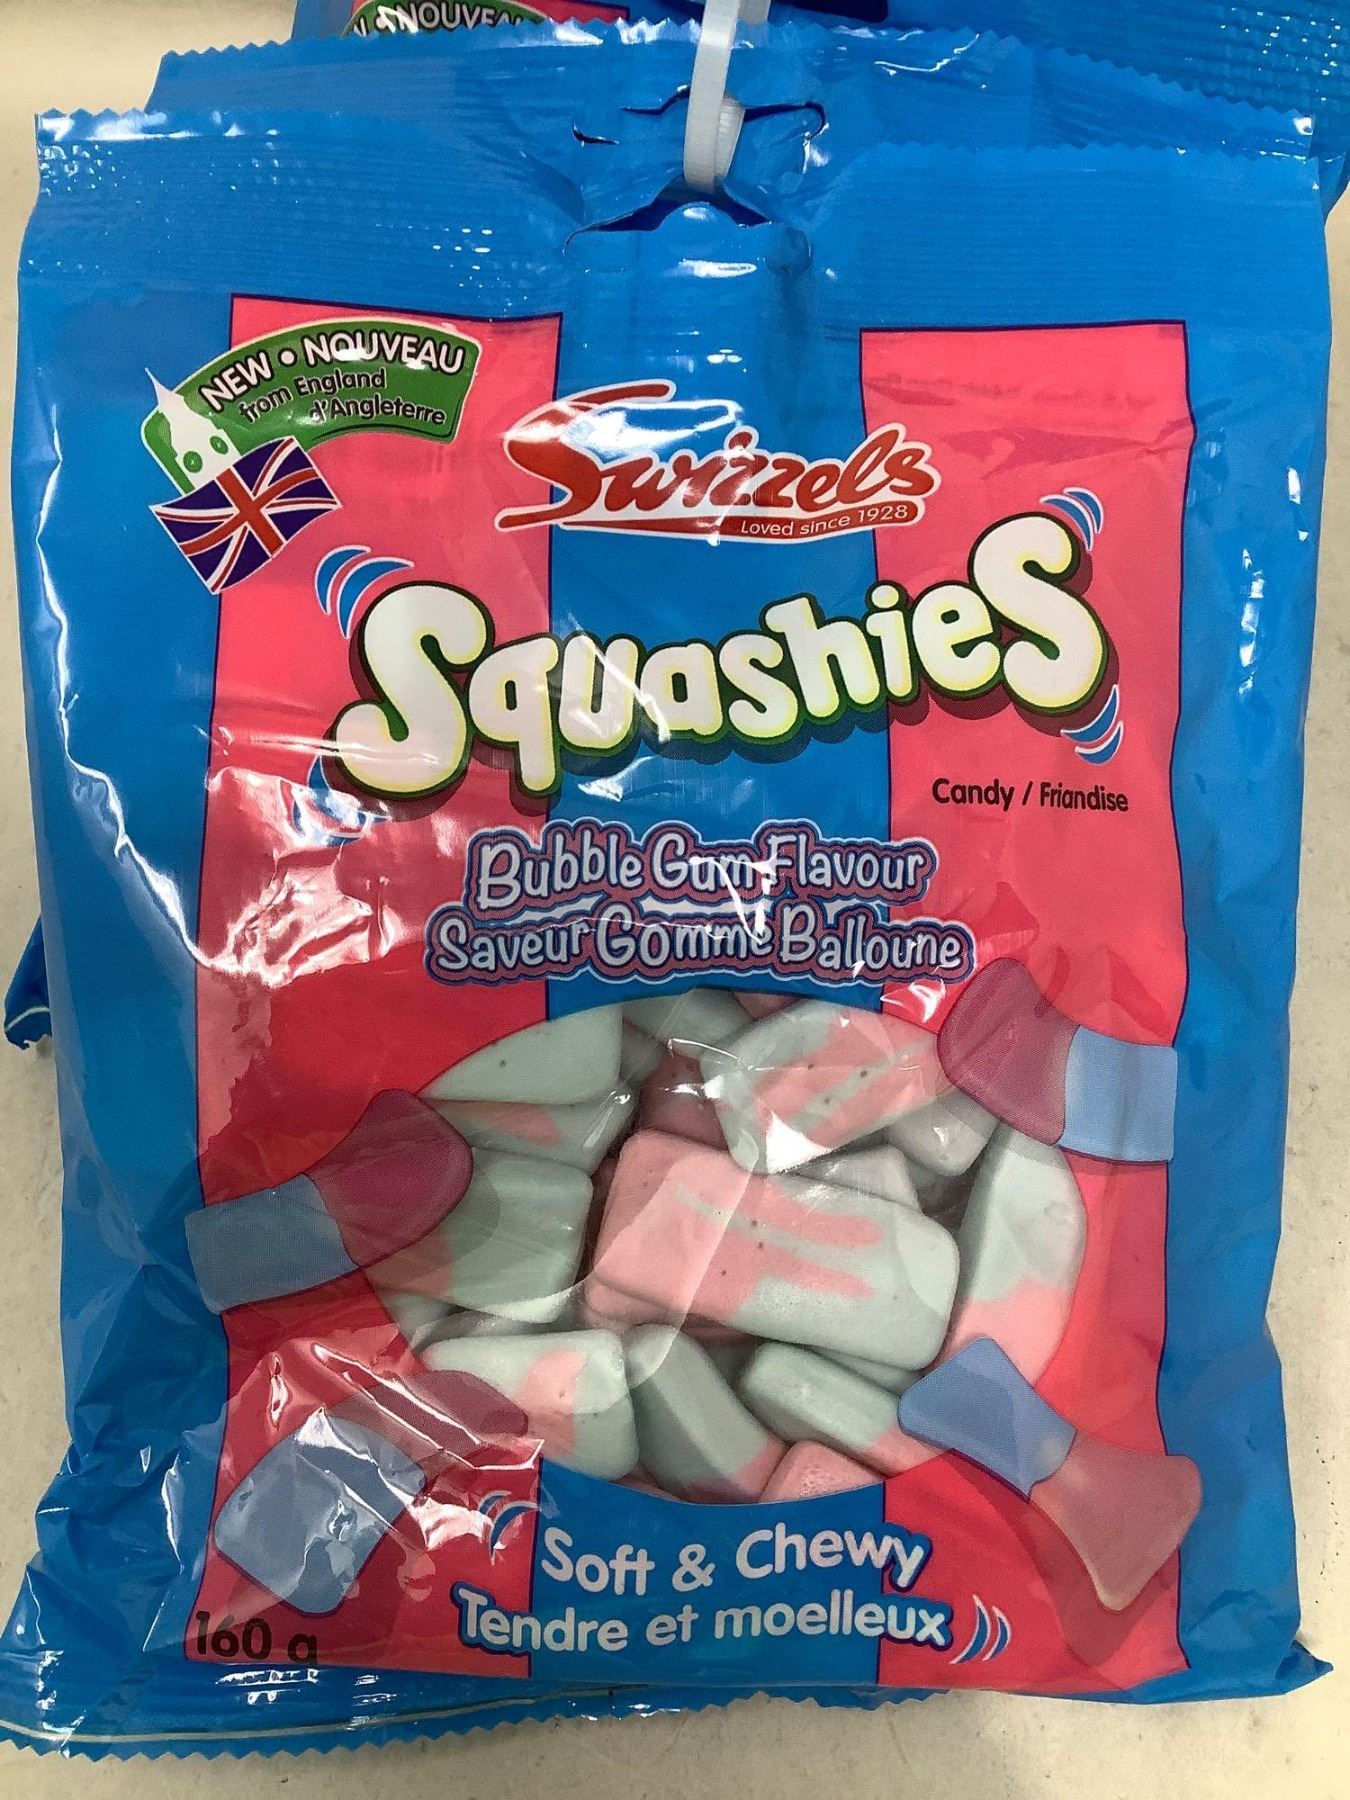 NOUVEAU
NEW • NOUVEAU
from England
d'Angleterre
Swizzels
Loved since 1928
Squashies
Candy / Friandise
Bubble Gum Flavour
Saveur Gomme Balloune
Soft & Chewy
Tendre et moelleux
160 g